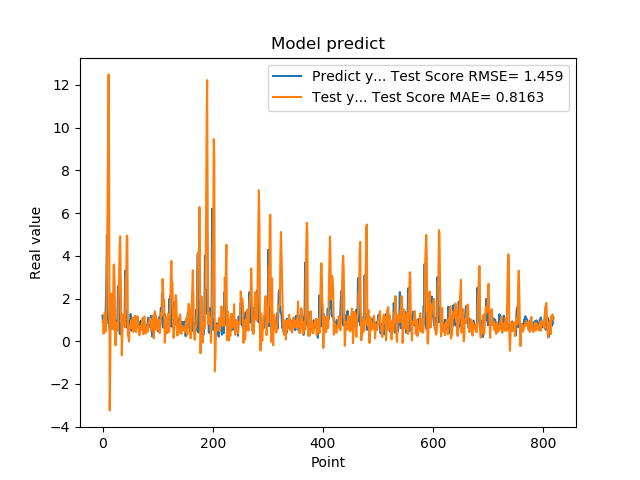 Model predict
Predict y... Test Score RMSE= 1.459
Test y... Test Score MAE= 0.8163
Real value
12
10
8
6
4
2
0
−2
−4
0 200 400 600 800
Point